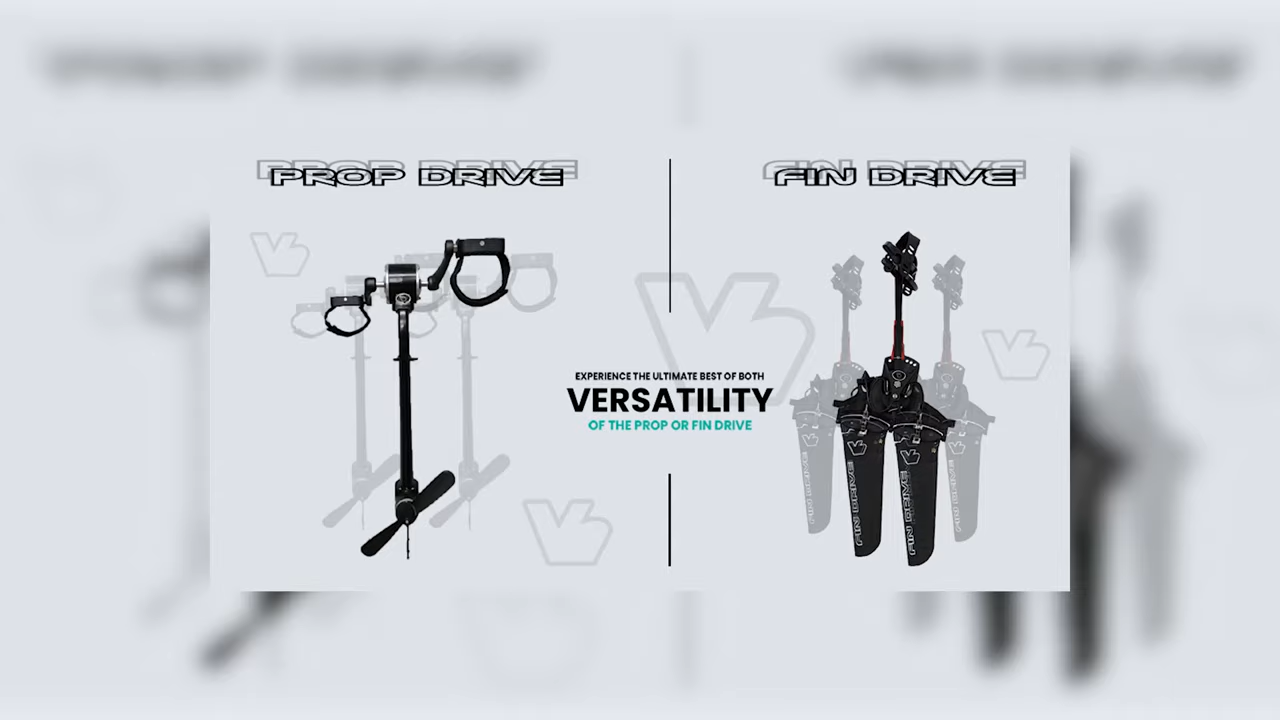 PROP DRIVE
FIN DRIVE
EXPERIENCE THE ULTIMATE BEST OF BOTH
VERSATILITY
OF THE PROP OR FIN DRIVE
FIN DRIVE
FIN DRIVE